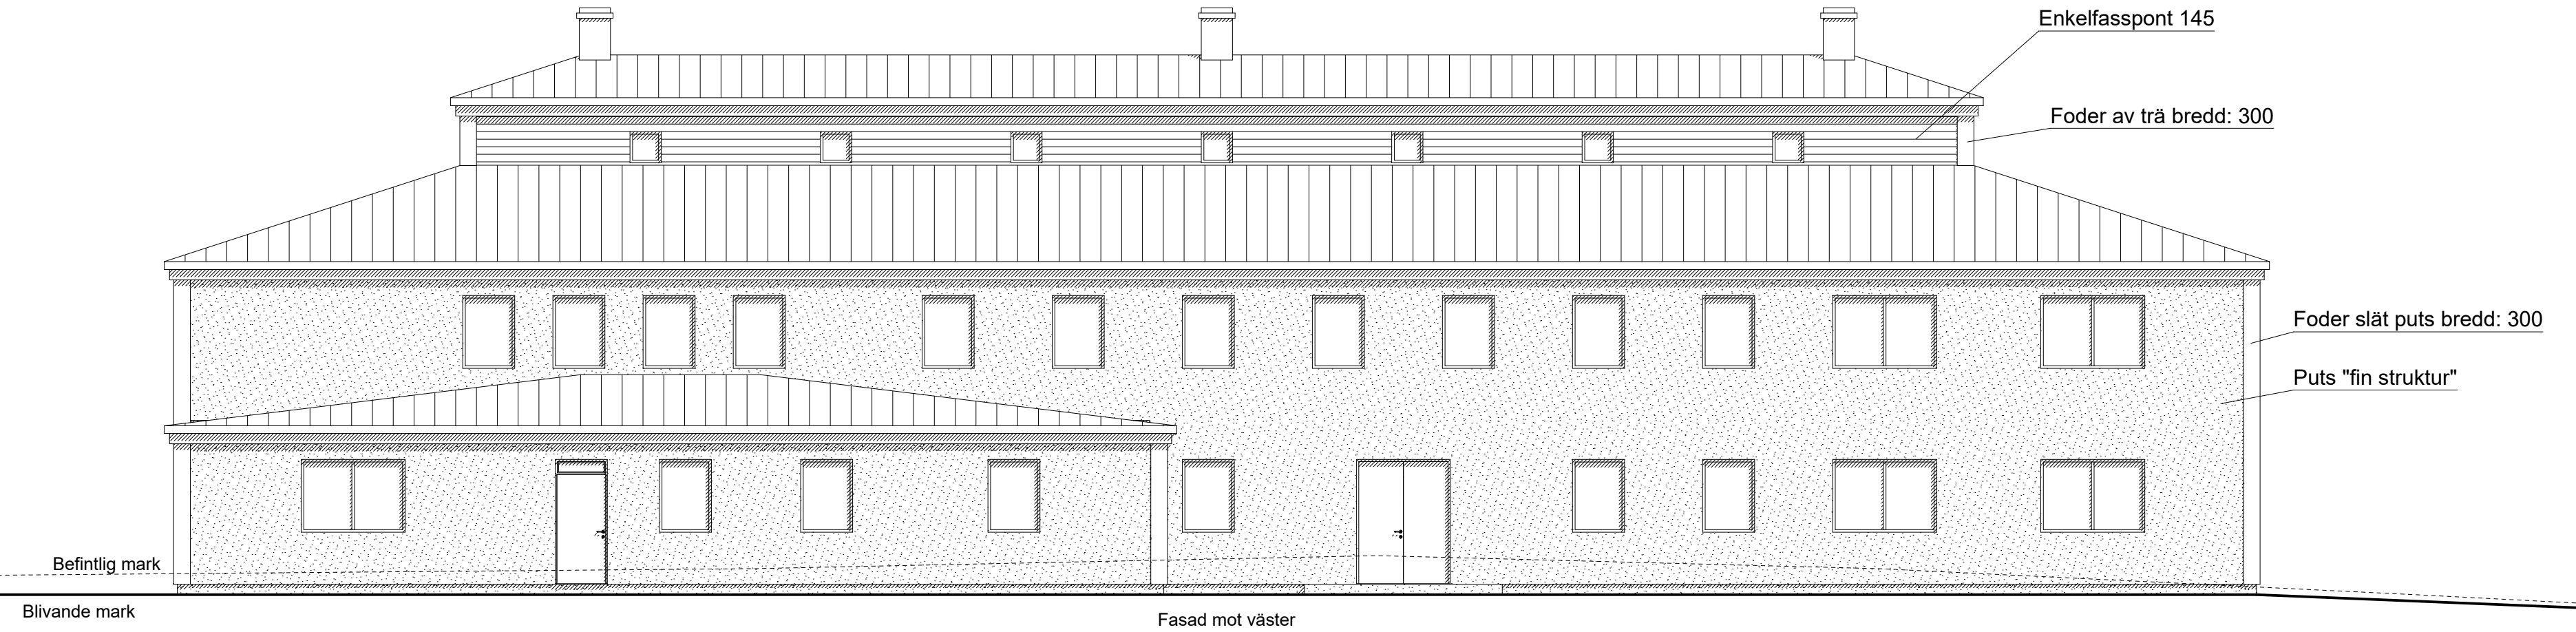 Enkelfasspont 145
Foder av trä bredd: 300
Foder slät puts bredd: 300
Puts "fin struktur"
Befintlig mark
Blivande mark
Fasad mot väster